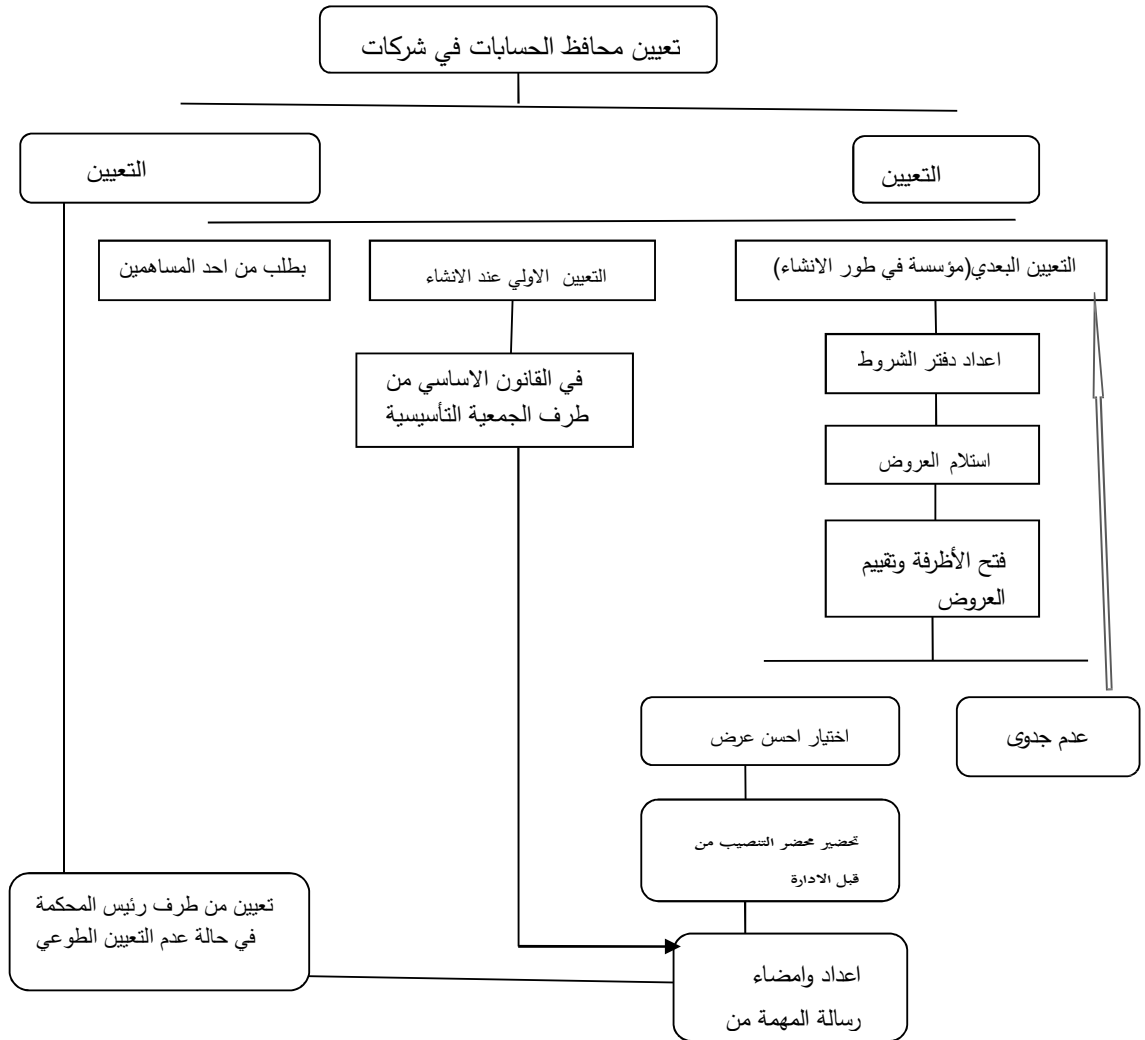 تعيين محافظ الحسابات في شركات
التعيين
التعيين
التعيين البعدي(مؤسسة في طور الانشاء)
التعيين الاولي عند الانشاء
بطلب من احد المساهمين
اعداد دفتر الشروط
في القانون الاساسي من
طرف الجمعية التأسيسية
استلام العروض
فتح الأظرفة وتقييم
العروض
اختيار احسن عرض
عدم جدوى
تحضير محضر التنصيب من
قبل الادارة
تعيين من طرف رئيس المحكمة
في حالة عدم التعيين الطوعي
اعداد وامضاء
رسالة المهمة من